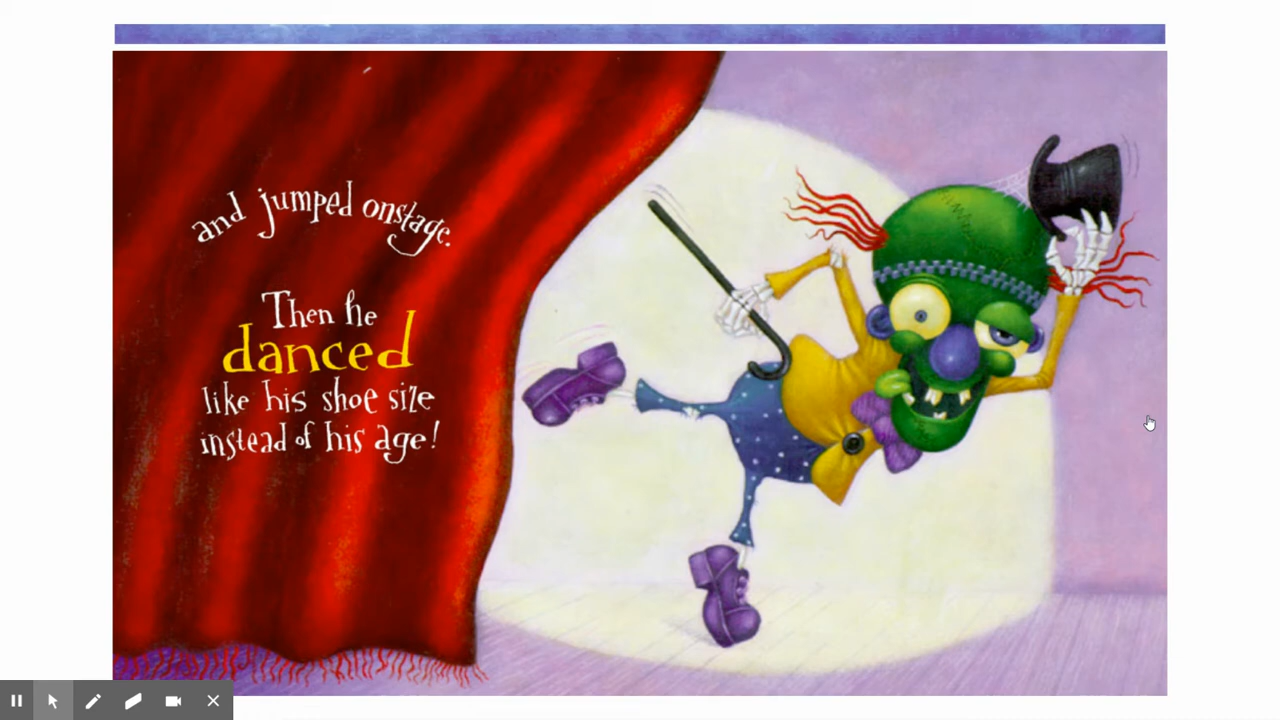 and jumped onstage.
Then he
danced
like his shoe size
instead of his age!